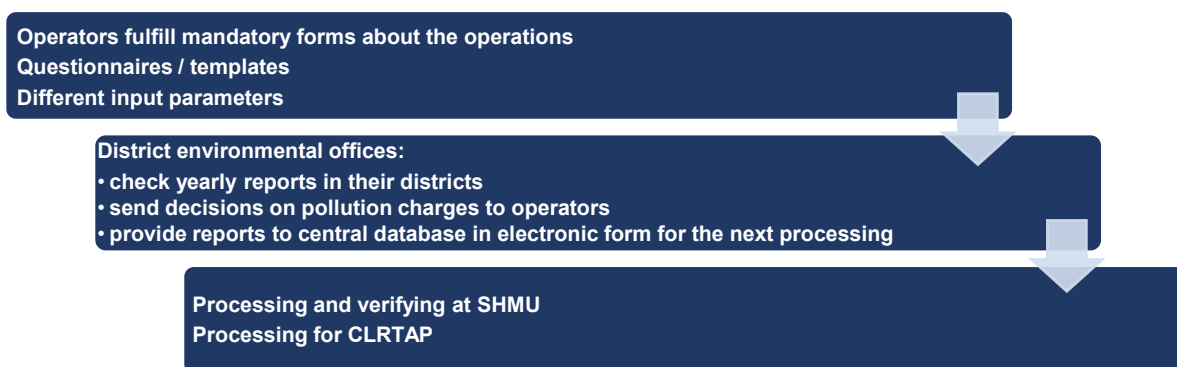 Operators fulfill mandatory forms about the operations
Questionnaires / templates
Different input parameters
District environmental offices:
• check yearly reports in their districts
• send decisions on pollution charges to operators
• provide reports to central database in electronic form for the next processing
Processing and verifying at SHMU
Processing for CLRTAP